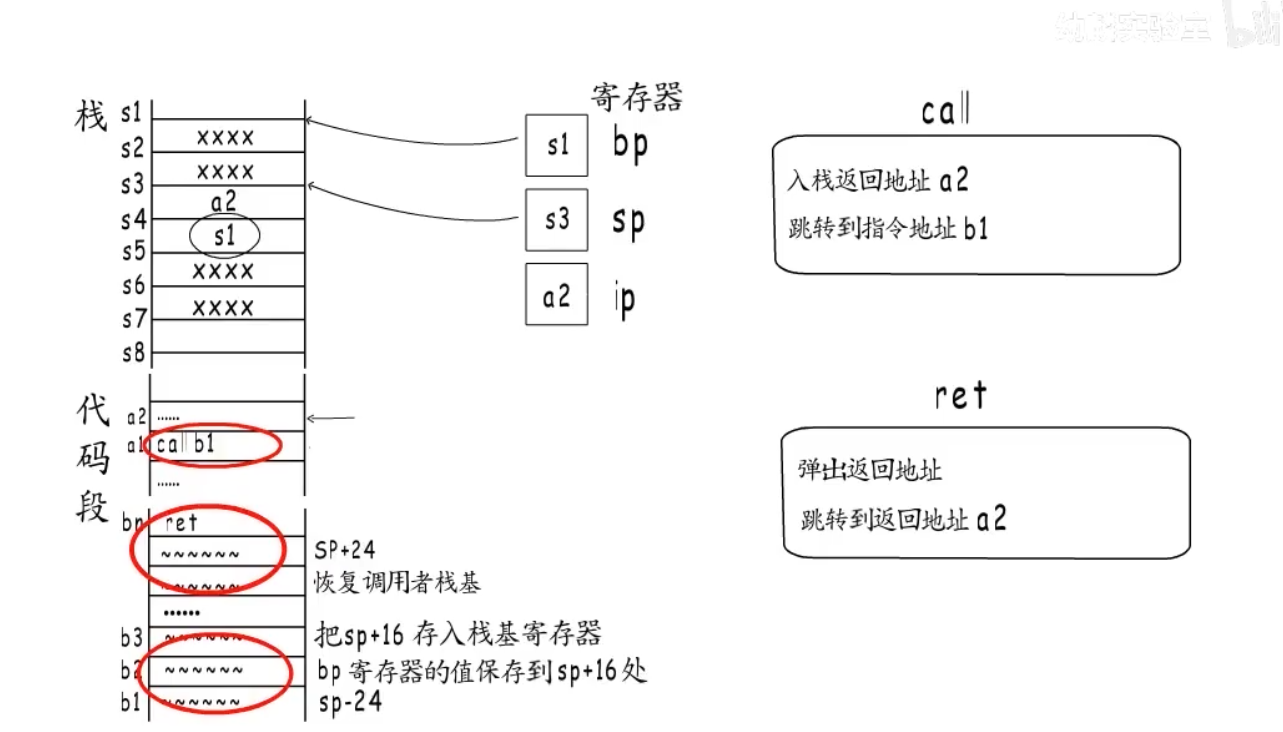 幼麟实验室
寄存器
call
栈
s1
s2
xxxx
s3
xxxx
s4
a2
s5
s1
s6
xxxx
s7
xxxx
s8
s1 bp
s3 sp
a2 ip
入栈返回地址 a2
跳转到指令地址 b1
ret
弹出返回地址
跳转到返回地址 a2
代码段
a2 ……
a1 call b1
……
bn ret
~~~~~~ SP+24
~~~~~~ 恢复调用者栈基
……
b3 ~~~~~~ 把sp+16 存入栈基寄存器
b2 ~~~~~~ bp 寄存器的值保存到sp+16处
b1 ~~~~~~ sp-24